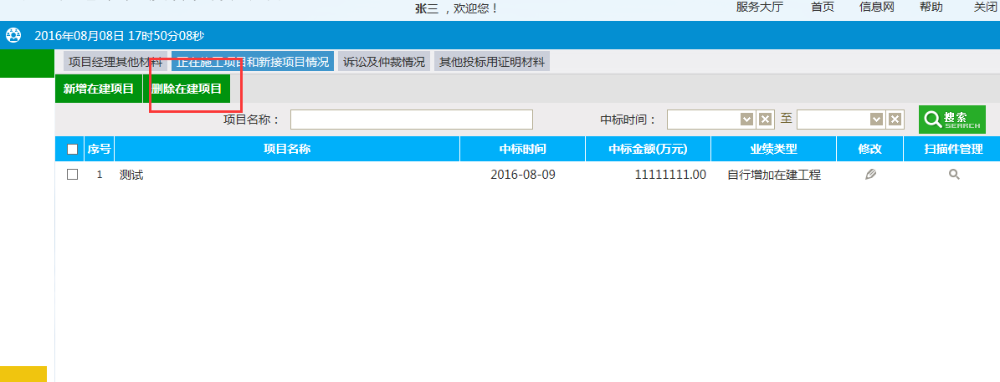 张三 ，欢迎您！ 服务大厅 首页 信息网 帮助 关闭
2016年08月08日 17时50分08秒
项目经理其他材料 正在施工项目和新接项目情况 诉讼及仲裁情况 其他投标用证明材料
新增在建项目 删除在建项目
项目名称： 中标时间： 至 搜索 SEARCH
序号 项目名称 中标时间 中标金额(万元) 业绩类型 修改 扫描件管理
1 测试 2016-08-09 11111111.00 自行增加在建工程